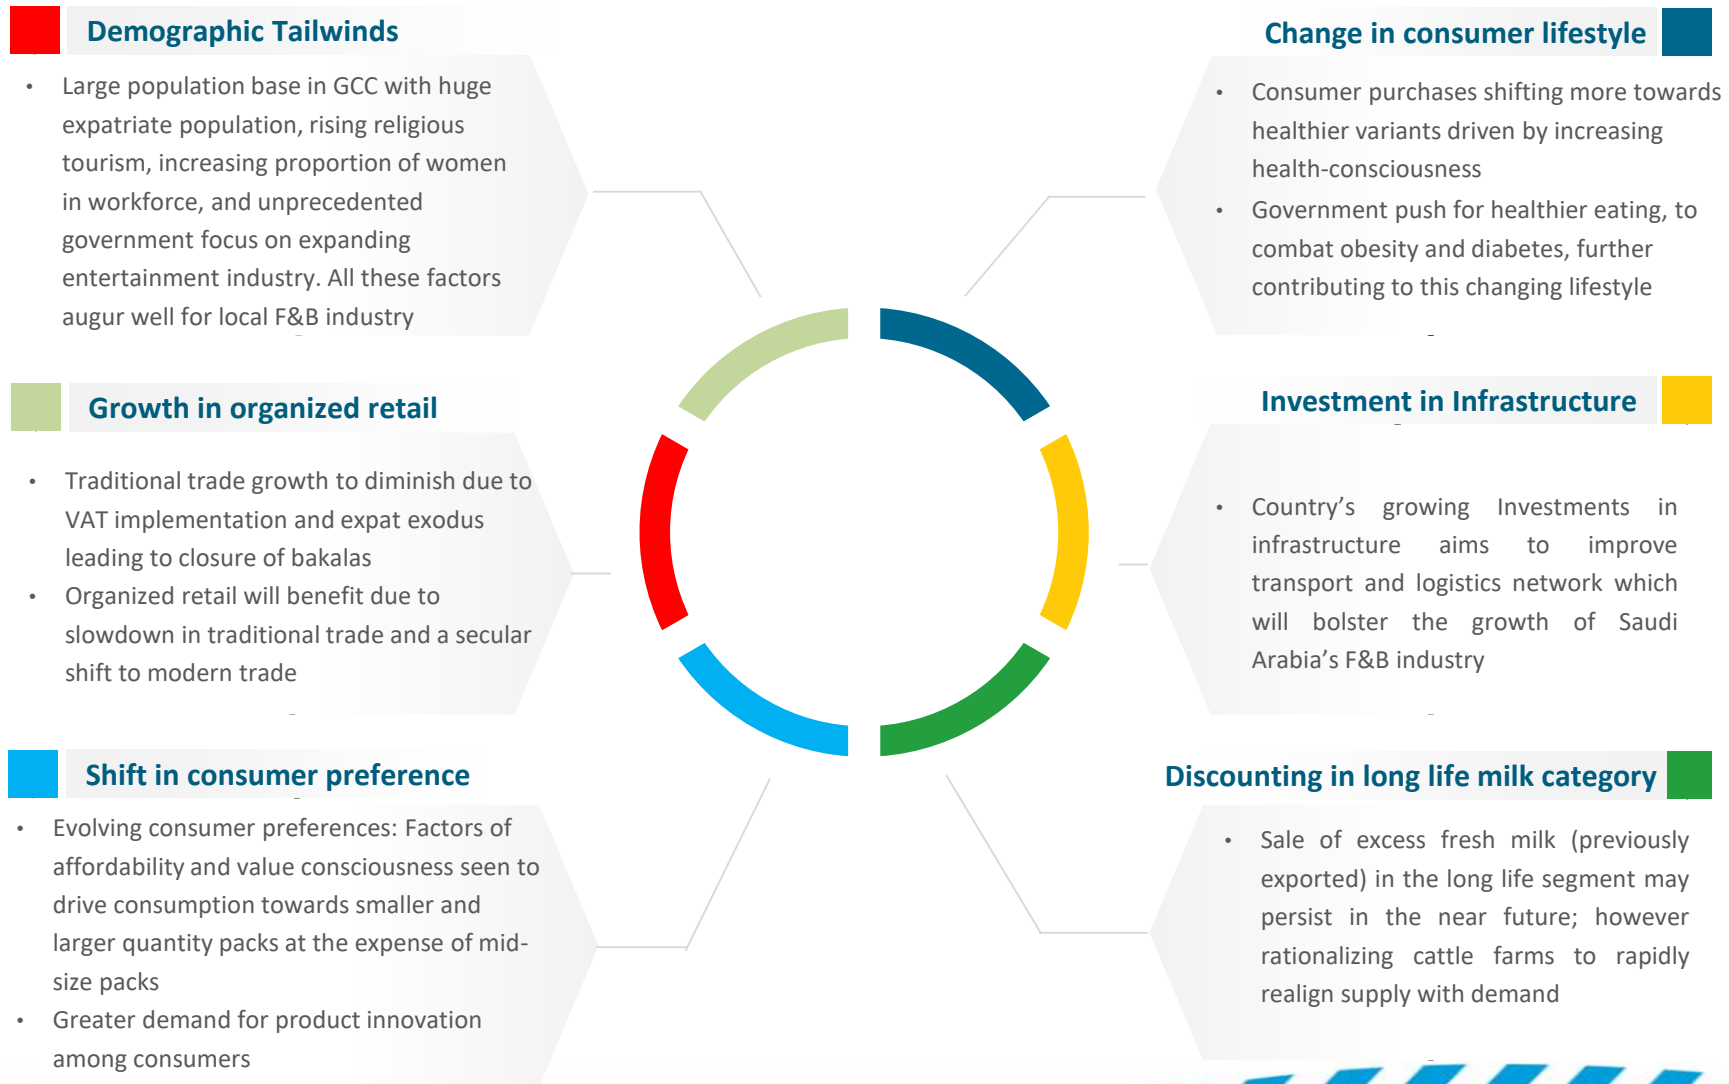 Demographic Tailwinds
• Large population base in GCC with huge
expatriate population, rising religious
tourism, increasing proportion of women
in workforce, and unprecedented
government focus on expanding
entertainment industry. All these factors
augur well for local F&B industry
Growth in organized retail
• Traditional trade growth to diminish due to
VAT implementation and expat exodus
leading to closure of bakalas
• Organized retail will benefit due to
slowdown in traditional trade and a secular
shift to modern trade
Shift in consumer preference
• Evolving consumer preferences: Factors of
affordability and value consciousness seen to
drive consumption towards smaller and
larger quantity packs at the expense of mid-
size packs
• Greater demand for product innovation
among consumers
Change in consumer lifestyle
• Consumer purchases shifting more towards
healthier variants driven by increasing
health-consciousness
• Government push for healthier eating, to
combat obesity and diabetes, further
contributing to this changing lifestyle
Investment in Infrastructure
• Country’s growing Investments in
infrastructure aims to improve
transport and logistics network which
will bolster the growth of Saudi
Arabia’s F&B industry
Discounting in long life milk category
• Sale of excess fresh milk (previously
exported) in the long life segment may
persist in the near future; however
rationalizing cattle farms to rapidly
realign supply with demand